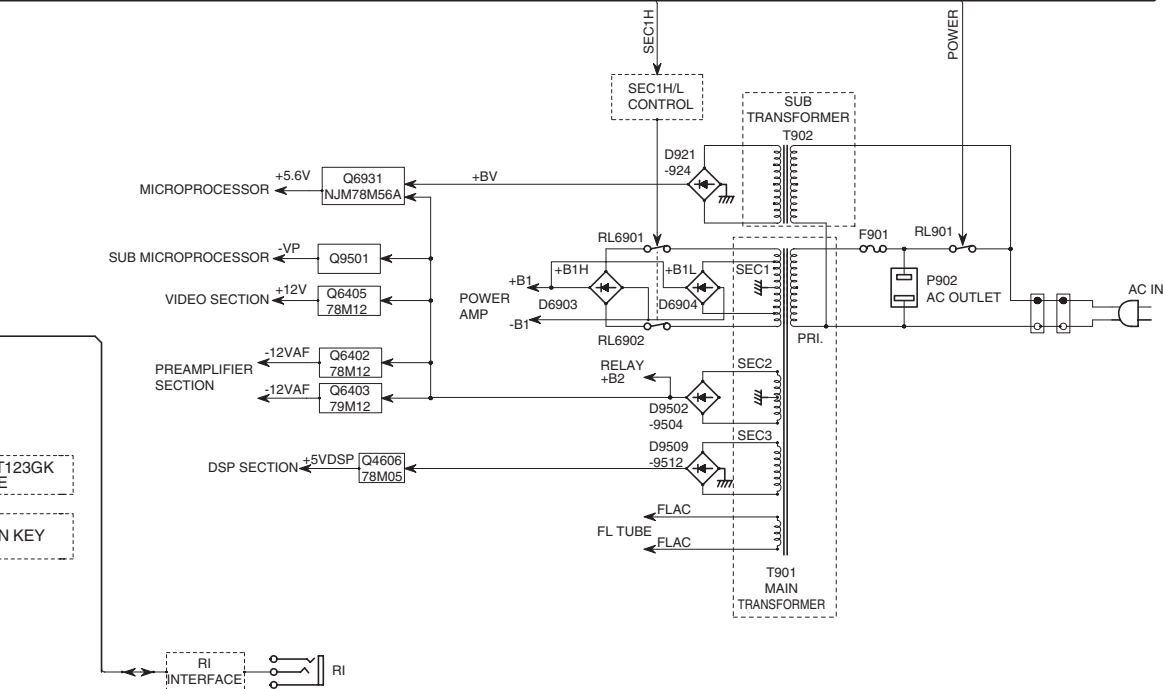 SEC1H
POWER
SEC1H/L
CONTROL
SUB
TRANSFORMER
T902
D921
-924
MICROPROCESSOR
+5.6V
Q6931
NJM78M56A
+BV
RL6901
F901
RL901
SUB MICROPROCESSOR
-VP
Q9501
+B1
+B1H
+B1L
SEC1
P902
AC OUTLET
AC IN
VIDEO SECTION
+12V
Q6405
78M12
POWER
AMP
D6903
D6904
-B1
RL6902
PRI.
PREAMPLIFIER
SECTION
-12VAF
Q6402
78M12
-12VAF
Q6403
79M12
RELAY
+B2
SEC2
D9502
-9504
SEC3
D9509
-9512
DSP SECTION
+5VDSP
Q4606
78M05
T123GK
E
N KEY
FL TUBE
FLAC
FLAC
T901
MAIN
TRANSFORMER
RI
INTERFACE
RI